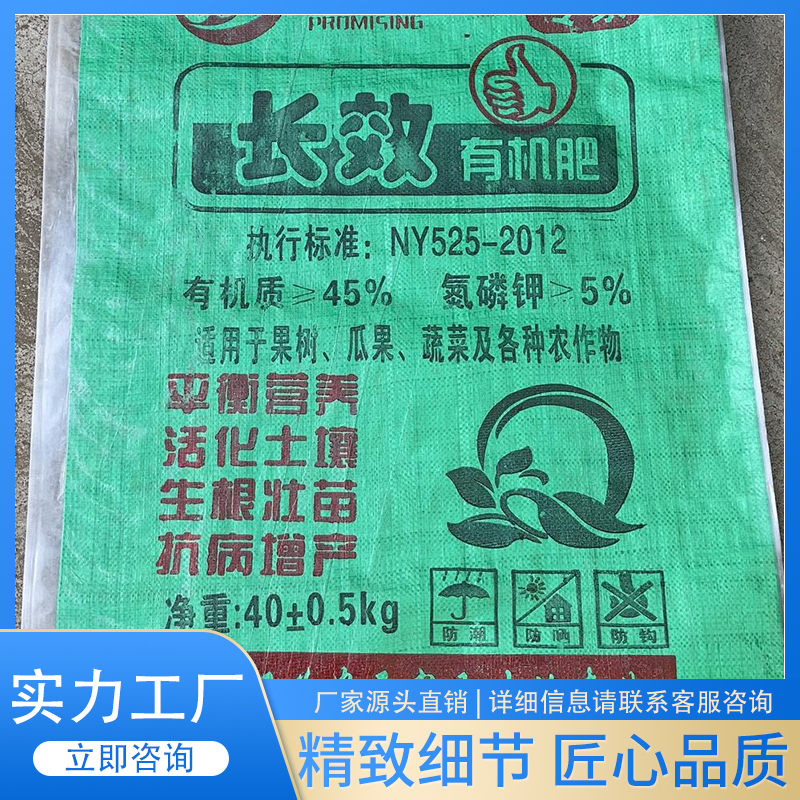 PROMISING
长效 有机肥
执行标准：NY525-2012
有机质≥45% 氮磷钾>5%
适用于果树、瓜果、蔬菜及各种农作物
平衡营养
活化土壤
生根壮苗
抗病增产
净重:40±0.5kg
防潮 防晒 防钩
实力工厂
立即咨询
厂家源头直销|详细信息请联系客服咨询
精致细节 匠心品质